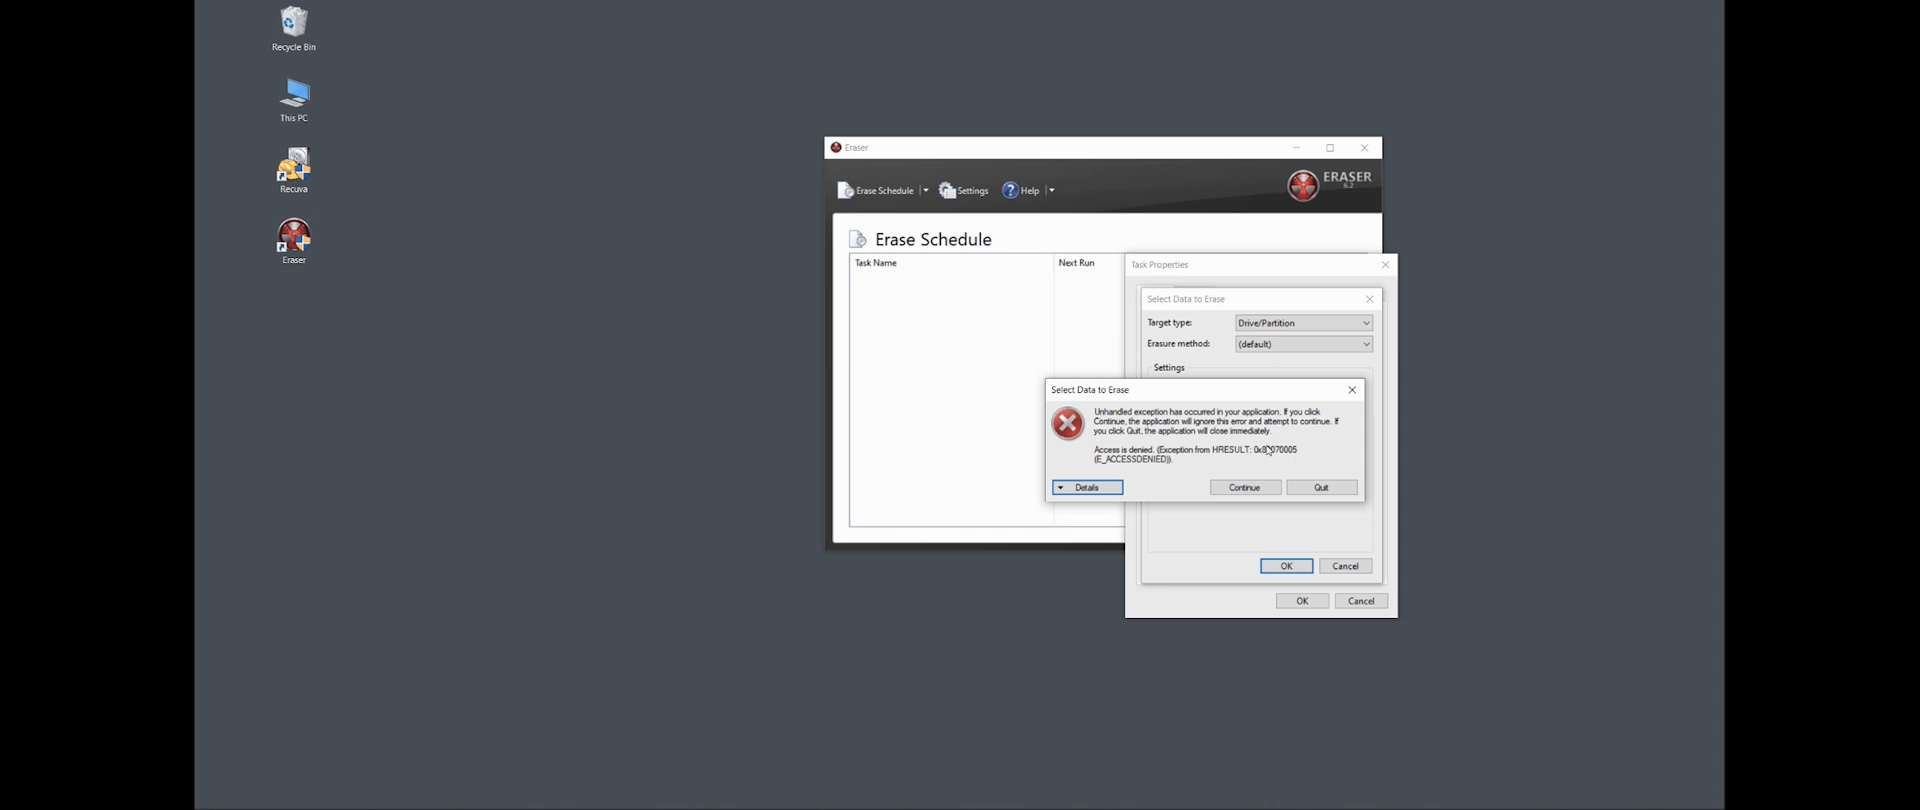 Recycle Bin
This PC
Recuva
Eraser
Eraser
Erase Schedule
Settings
Help
ERASER
6.2
Erase Schedule
Task Name
Next Run
Task Properties
Select Data to Erase
Target type:
Drive/Partition
Erasure method:
(default)
Settings
Select Data to Erase
Unhandled exception has occurred in your application. If you click
Continue, the application will ignore this error and attempt to continue. If
you click Quit, the application will close immediately.
Access is denied. (Exception from HRESULT: 0x80070005
(E_ACCESSDENIED)).
Details
Continue
Quit
OK
Cancel
OK
Cancel